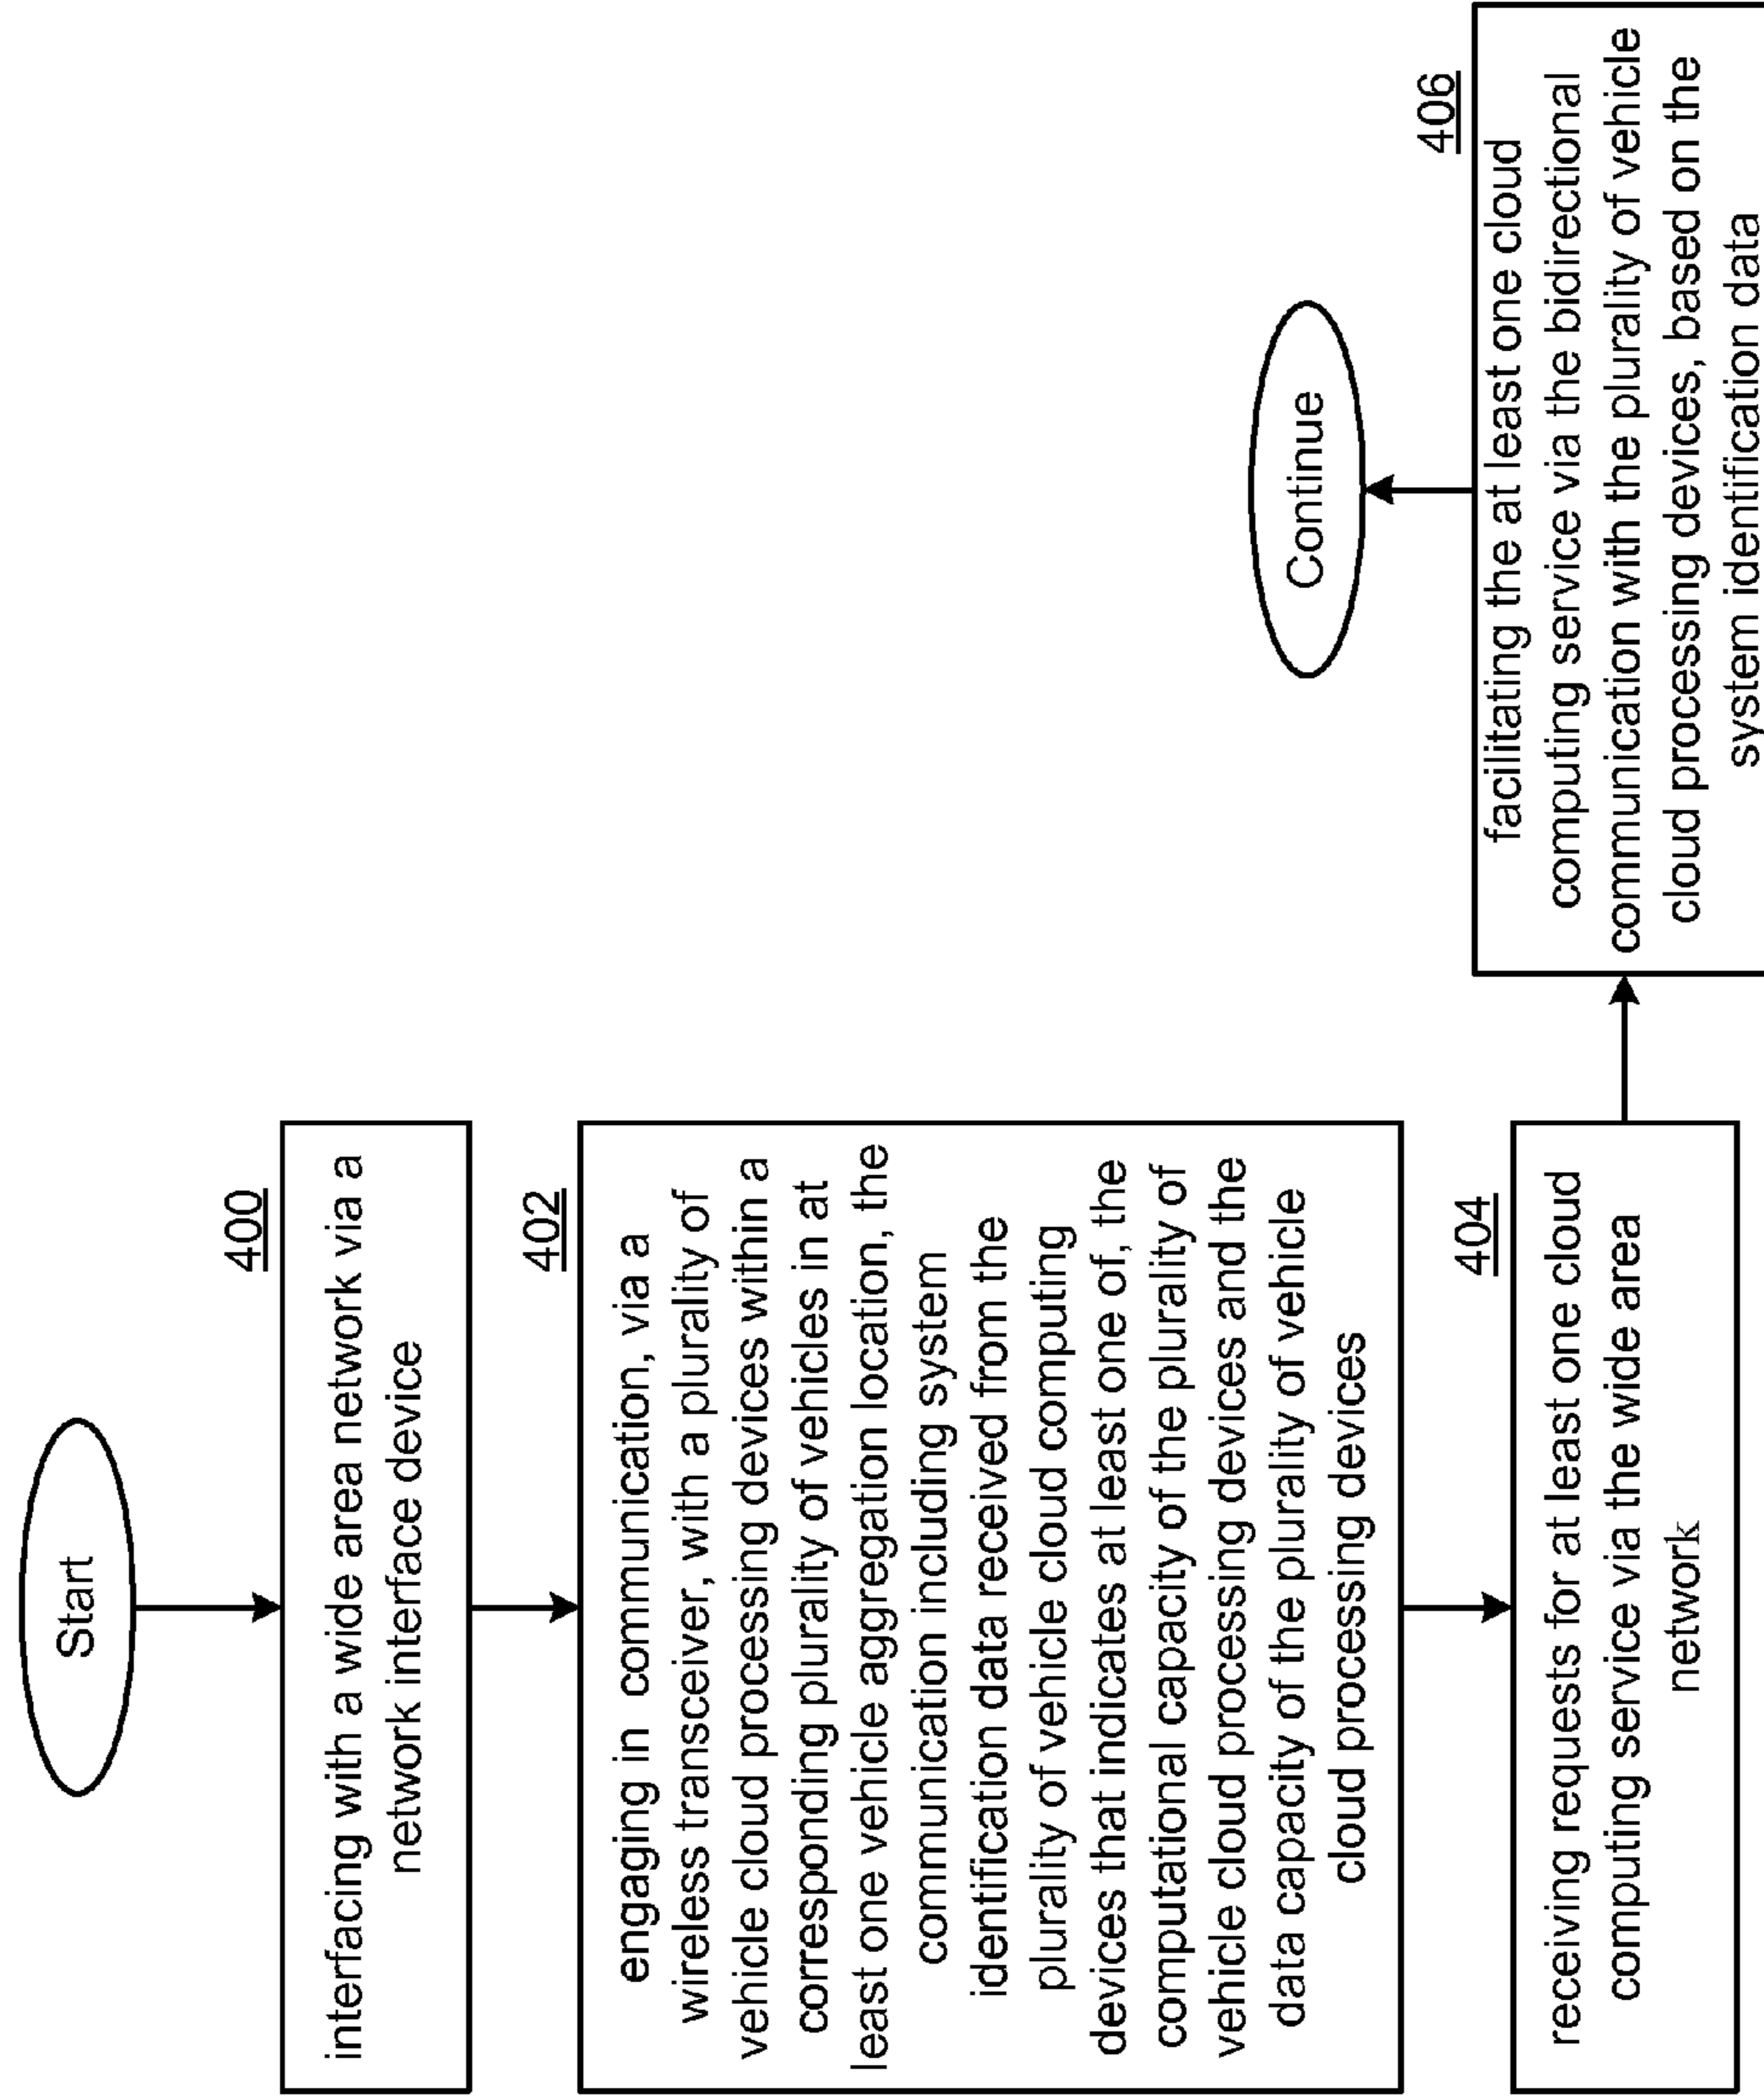 Start
400
interfacing with a wide area network via a
network interface device
402
engaging in communication, via a
wireless transceiver, with a plurality of
vehicle cloud processing devices within a
corresponding plurality of vehicles in at
least one vehicle aggregation location, the
communication including system
identification data received from the
plurality of vehicle cloud computing
devices that indicates at least one of, the
computational capacity of the plurality of
vehicle cloud processing devices and the
data capacity of the plurality of vehicle
cloud processing devices
404
receiving requests for at least one cloud
computing service via the wide area
network
406
facilitating the at least one cloud
computing service via the bidirectional
communication with the plurality of vehicle
cloud processing devices, based on the
system identification data
Continue